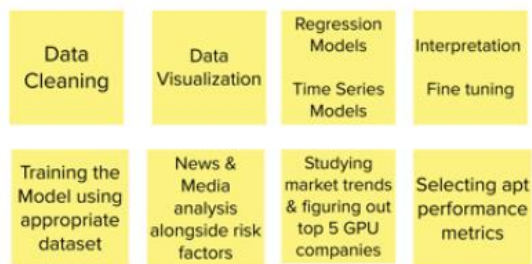 Data
Cleaning
Data
Visualization
Regression
Models
Time Series
Models
Interpretation
Fine tuning
Training the
Model using
appropriate
dataset
News &
Media
analysis
alongside risk
factors
Studying
market trends
& figuring out
top 5 GPU
companies
Selecting apt
performance
metrics